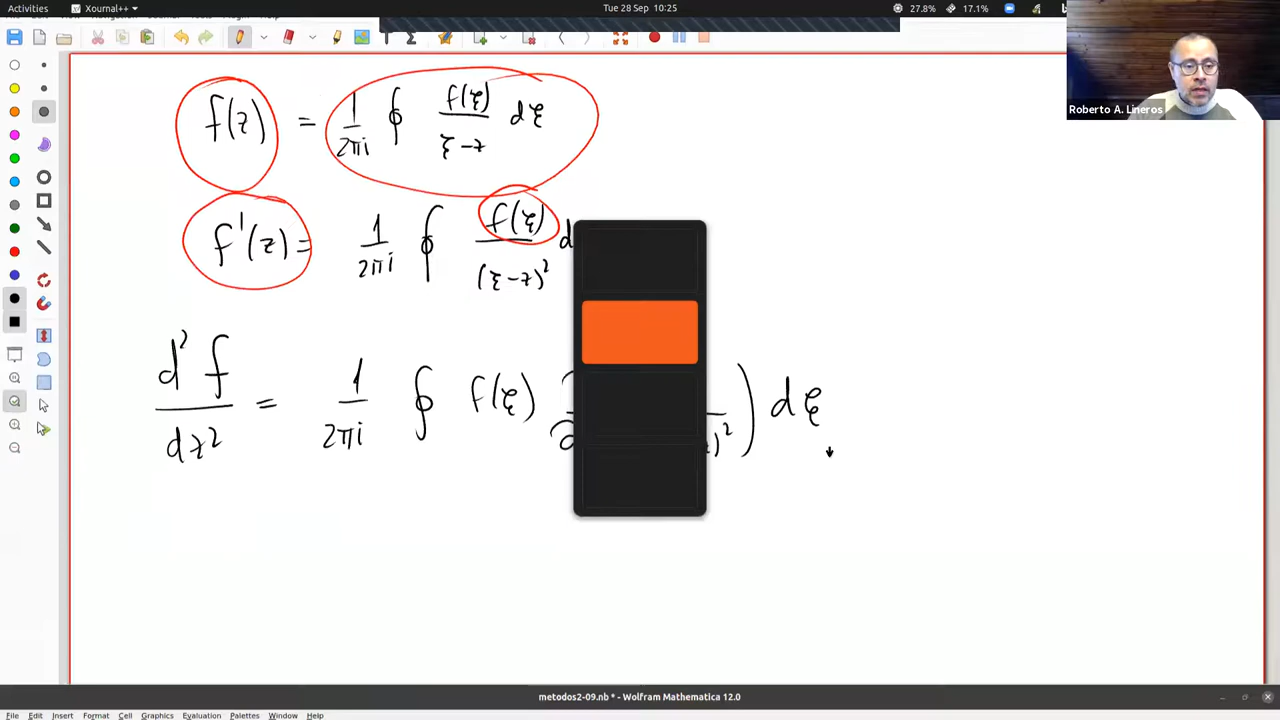 Activities Xournal++ Tue 28 Sep 10:25 27.8% 17.1%
Roberto A. Lineros
f(z) = 1/2πi ∮ f(ξ)/ξ-z dξ
f'(z) = 1/2πi ∮ f(ξ)/(ξ-z)² d
d²f/dz² = 1/2πi ∮ f(ξ) )² ) dξ
metodos2-09.nb * - Wolfram Mathematica 12.0
File Edit Insert Format Cell Graphics Evaluation Palettes Window Help